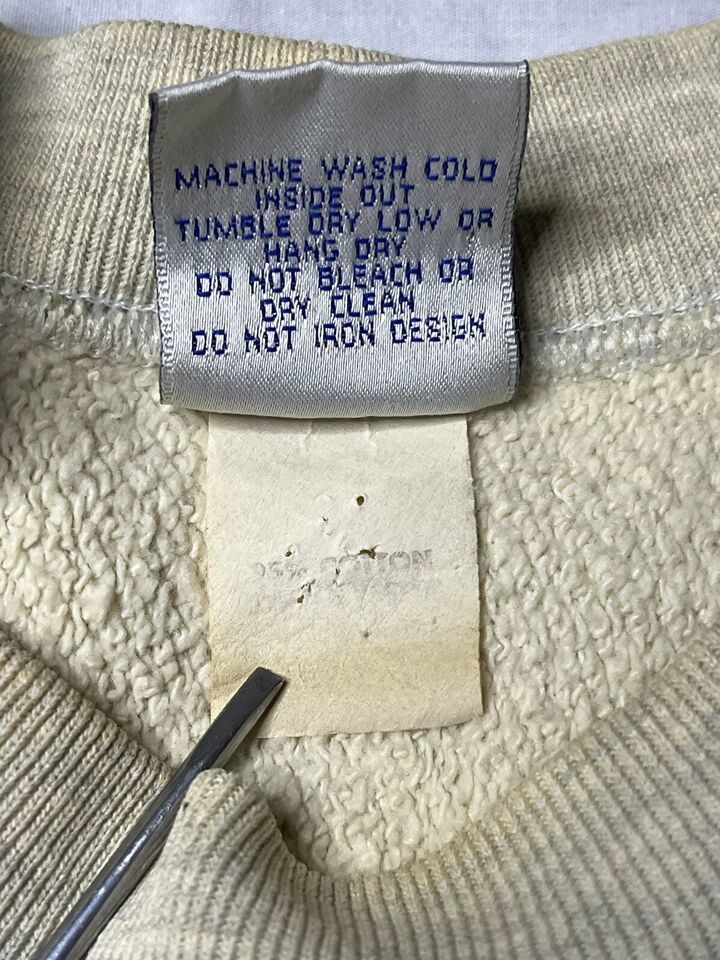 MACHINE WASH COLD
INSIDE OUT
TUMBLE DRY LOW OR
HANG DRY
DO NOT BLEACH OR
DRY CLEAN
DO NOT IRON DESIGN
COTTON